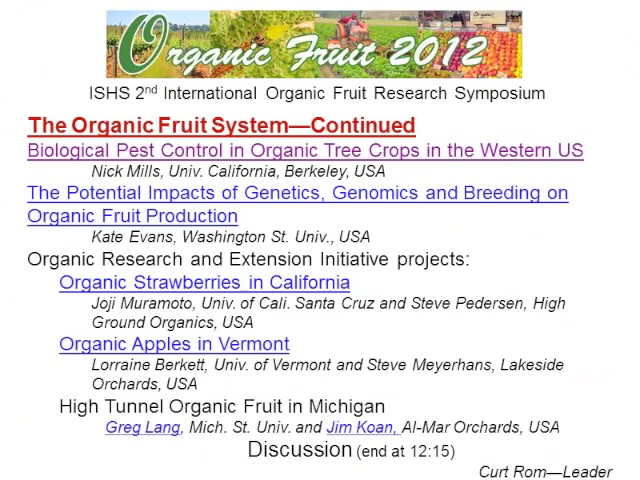 Organic Fruit 2012
Organic
ISHS 2nd International Organic Fruit Research Symposium
The Organic Fruit System—Continued
Biological Pest Control in Organic Tree Crops in the Western US
Nick Mills, Univ. California, Berkeley, USA
The Potential Impacts of Genetics, Genomics and Breeding on
Organic Fruit Production
Kate Evans, Washington St. Univ., USA
Organic Research and Extension Initiative projects:
Organic Strawberries in California
Joji Muramoto, Univ. of Cali. Santa Cruz and Steve Pedersen, High
Ground Organics, USA
Organic Apples in Vermont
Lorraine Berkett, Univ. of Vermont and Steve Meyerhans, Lakeside
Orchards, USA
High Tunnel Organic Fruit in Michigan
Greg Lang, Mich. St. Univ. and Jim Koan, Al-Mar Orchards, USA
Discussion (end at 12:15)
Curt Rom—Leader